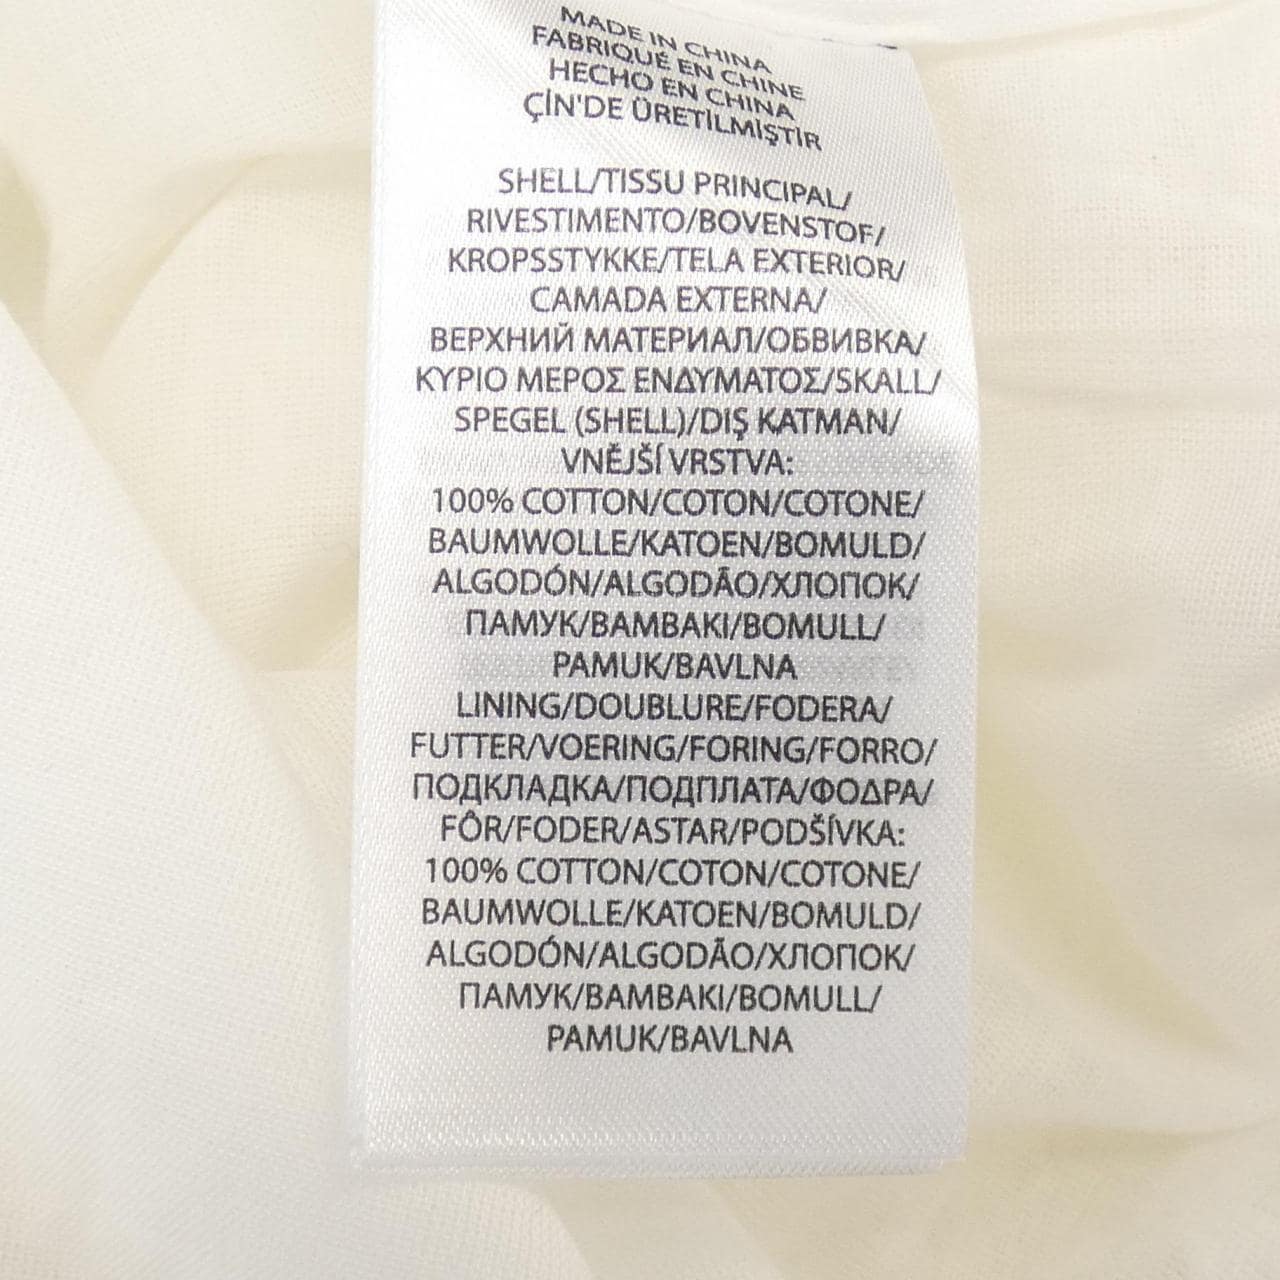 MADE IN CHINA
FABRIQUÉ EN CHINE
HECHO EN CHINA
ÇİN'DE ÜRETİLMİŞTİR
SHELL/TISSU PRINCIPAL/
RIVESTIMENTO/BOVENSTOF/
KROPSSTYKKE/TELA EXTERIOR/
CAMADA EXTERNA/
ВЕРХНИЙ МАТЕРИАЛ/ОБВИВКА/
ΚΥΡΙΟ ΜΕΡΟΣ ΕΝΔΥΜΑΤΟΣ/SKALL/
SPEGEL (SHELL)/DIŞ KATMAN/
VNĚJŠÍ VRSTVA:
100% COTTON/COTON/COTONE/
BAUMWOLLE/KATOEN/BOMULD/
ALGODÓN/ALGODÃO/ХЛОПОК/
ПАМУК/ΒΑΜΒΑΚΙ/BOMULL/
PAMUK/BAVLNA
LINING/DOUBLURE/FODERA/
FUTTER/VOERING/FORING/FORRO/
ПОДКЛАДКА/ПОДПЛАТА/ΦΟΔΡΑ/
FÔR/FODER/ASTAR/PODŠÍVKA:
100% COTTON/COTON/COTONE/
BAUMWOLLE/KATOEN/BOMULD/
ALGODÓN/ALGODÃO/ХЛОПОК/
ПАМУК/ΒΑΜΒΑΚΙ/BOMULL/
PAMUK/BAVLNA